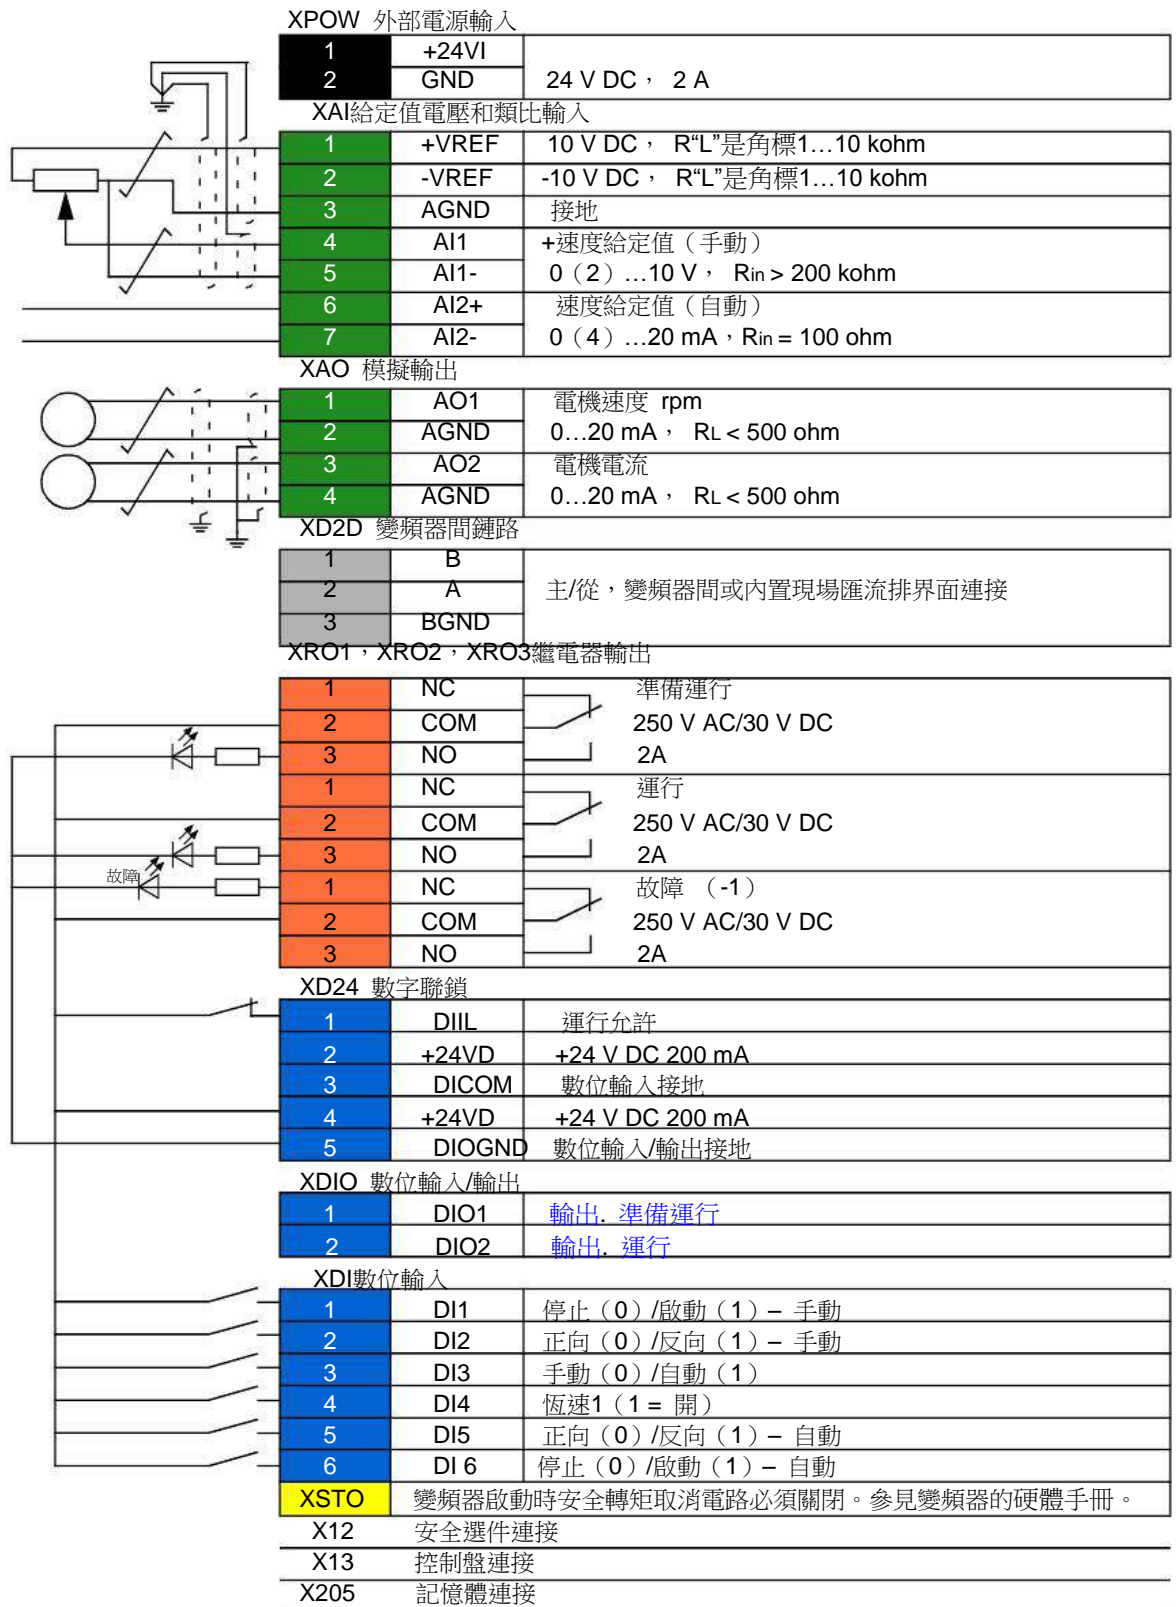 XPOW 外部電源輸入
1 +24VI
2 GND 24 V DC， 2 A
XAI給定值電壓和類比輸入
1 +VREF 10 V DC， R“L”是角標1…10 kohm
2 -VREF -10 V DC， R“L”是角標1…10 kohm
3 AGND 接地
4 AI1 +速度給定值（手動）
5 AI1- 0（2）…10 V， Rin > 200 kohm
6 AI2+ 速度給定值（自動）
7 AI2- 0（4）…20 mA，Rin = 100 ohm
XAO 模擬輸出
1 AO1 電機速度 rpm
2 AGND 0…20 mA， RL < 500 ohm
3 AO2 電機電流
4 AGND 0…20 mA， RL < 500 ohm
XD2D 變頻器間鏈路
1 B
2 A 主/從，變頻器間或內置現場匯流排界面連接
3 BGND
XRO1，XRO2，XRO3繼電器輸出
1 NC 準備運行
2 COM 250 V AC/30 V DC
3 NO 2A
1 NC 運行
2 COM 250 V AC/30 V DC
3 NO 2A
故障 1 NC 故障 （-1）
2 COM 250 V AC/30 V DC
3 NO 2A
XD24 數字聯鎖
1 DIIL 運行允許
2 +24VD +24 V DC 200 mA
3 DICOM 數位輸入接地
4 +24VD +24 V DC 200 mA
5 DIOGND 數位輸入/輸出接地
XDIO 數位輸入/輸出
1 DIO1 輸出. 準備運行
2 DIO2 輸出. 運行
XDI數位輸入
1 DI1 停止（0）/啟動（1）– 手動
2 DI2 正向（0）/反向（1）– 手動
3 DI3 手動（0）/自動（1）
4 DI4 恆速1（1 = 開）
5 DI5 正向（0）/反向（1）– 自動
6 DI 6 停止（0）/啟動（1）– 自動
XSTO 變頻器啟動時安全轉矩取消電路必須關閉。參見變頻器的硬體手冊。
X12 安全選件連接
X13 控制盤連接
X205 記憶體連接